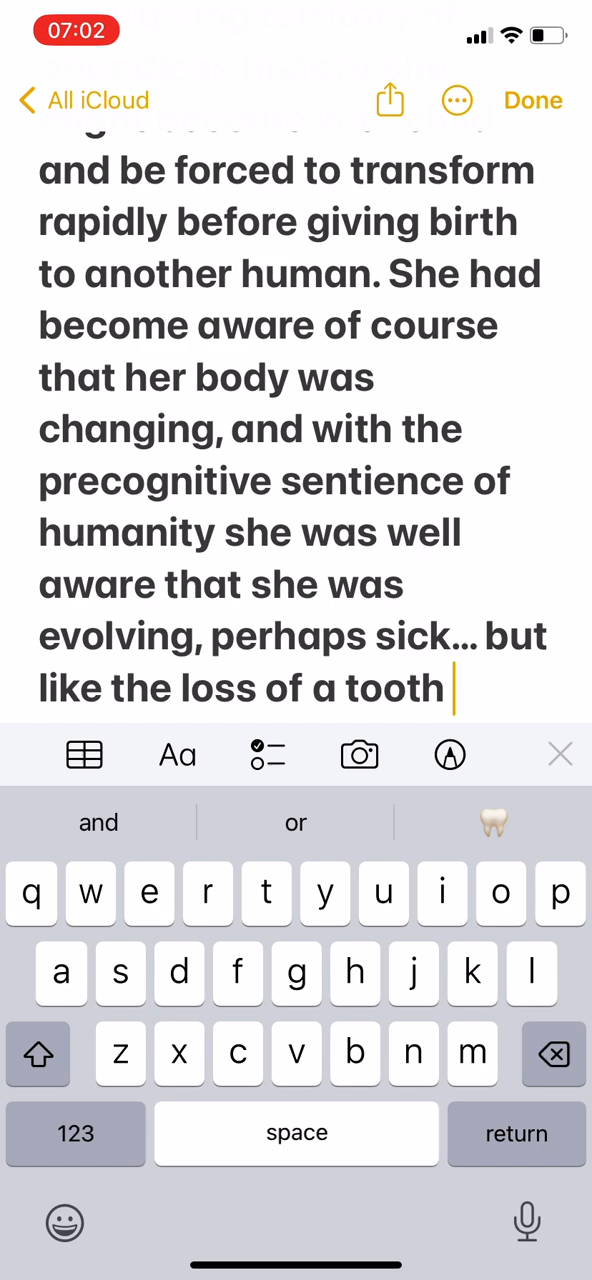 07:02
All iCloud
Done
and be forced to transform
rapidly before giving birth
to another human. She had
become aware of course
that her body was
changing, and with the
precognitive sentience of
humanity she was well
aware that she was
evolving, perhaps sick... but
like the loss of a tooth
Aa
and
or
q w e r t y u i o p
a s d f g h j k l
z x c v b n m
123
space
return